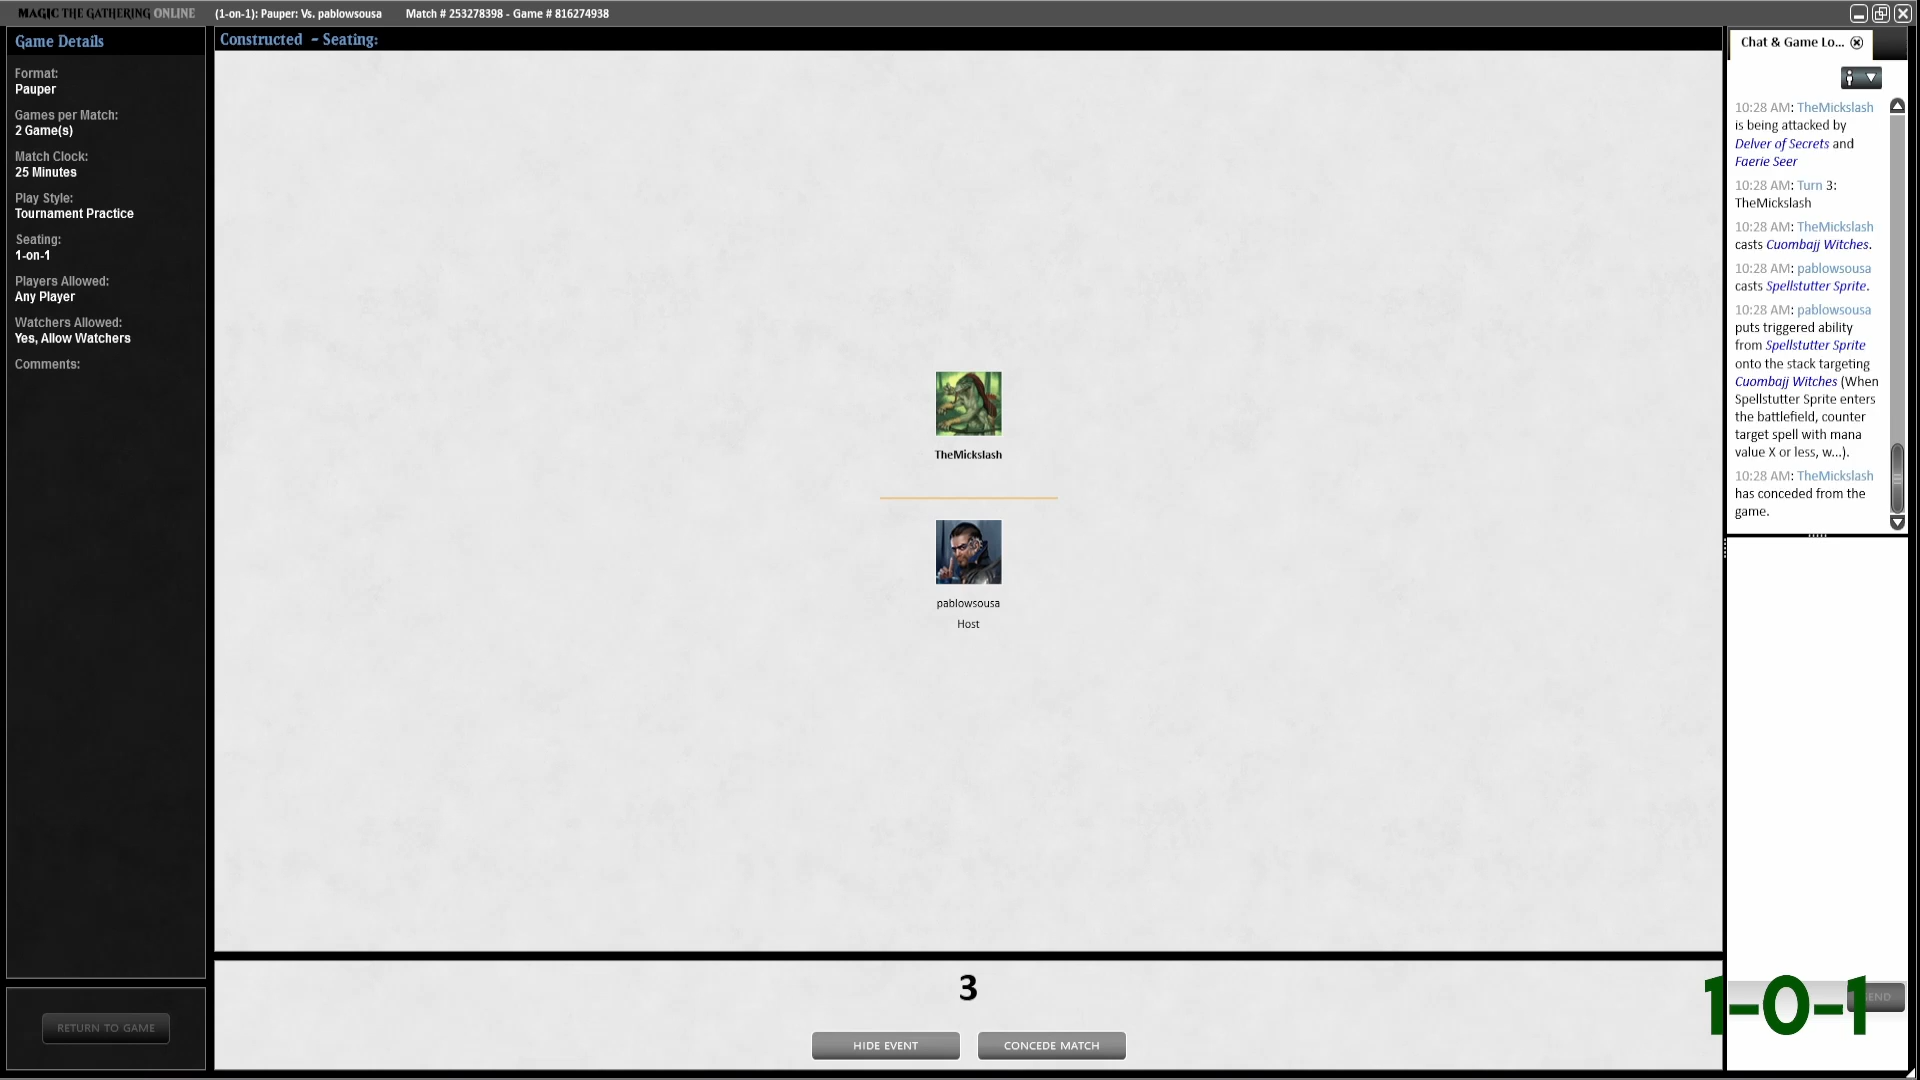 MAGIC THE GATHERING ONLINE
(1-on-1): Pauper: Vs. pablowsousa
Match # 253278398 - Game # 816274938
Game Details
Format:
Pauper
Games per Match:
2 Game(s)
Match Clock:
25 Minutes
Play Style:
Tournament Practice
Seating:
1-on-1
Players Allowed:
Any Player
Watchers Allowed:
Yes, Allow Watchers
Comments:
RETURN TO GAME
Constructed - Seating:
TheMickslash
pablowsousa
Host
3
HIDE EVENT
CONCEDE MATCH
Chat & Game Lo...
10:28 AM: TheMickslash
is being attacked by
Delver of Secrets and
Faerie Seer
10:28 AM: Turn 3:
TheMickslash
10:28 AM: TheMickslash
casts Cuombajj Witches.
10:28 AM: pablowsousa
casts Spellstutter Sprite.
10:28 AM: pablowsousa
puts triggered ability
from Spellstutter Sprite
onto the stack targeting
Cuombajj Witches (When
Spellstutter Sprite enters
the battlefield, counter
target spell with mana
value X or less, w...).
10:28 AM: TheMickslash
has conceded from the
game.
1-0-1